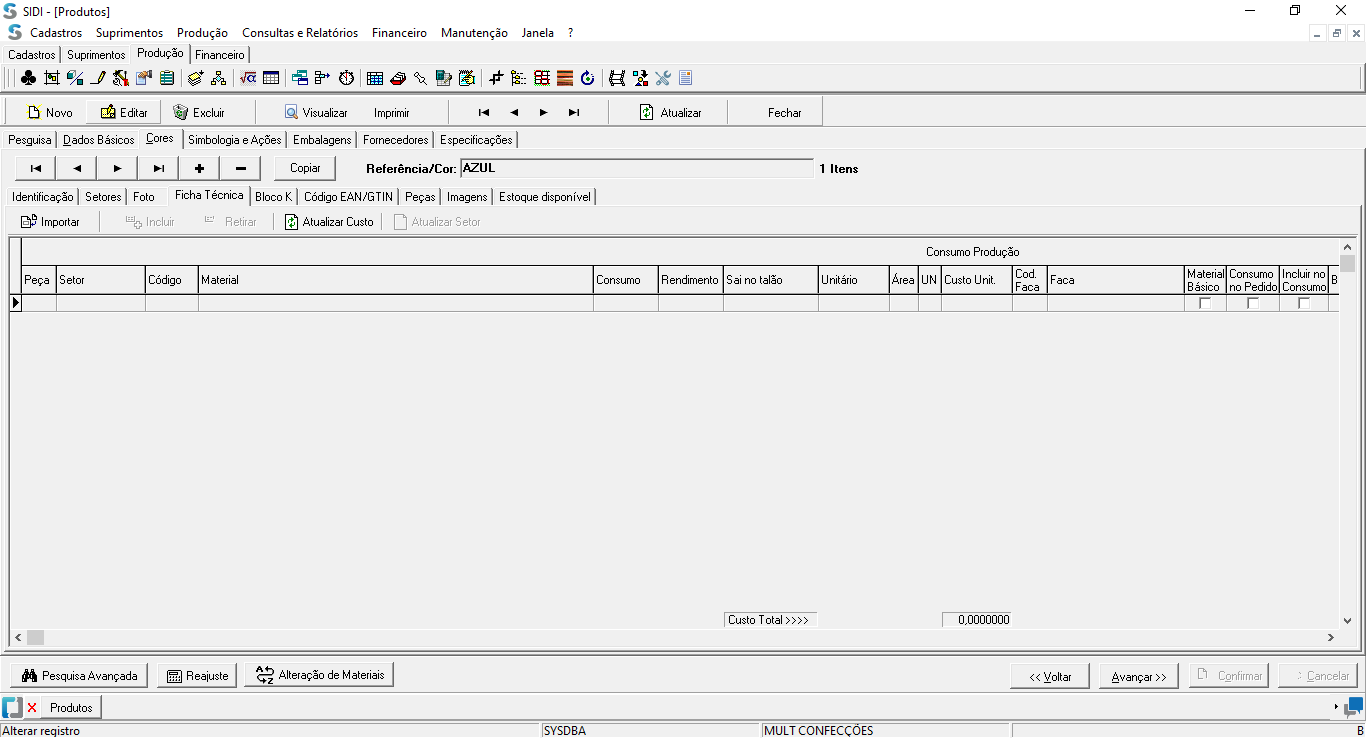 SIDI - [Produtos]
Cadastros Suprimentos Produção Consultas e Relatórios Financeiro Manutenção Janela ?
Cadastros Suprimentos Produção Financeiro
Novo Editar Excluir Visualizar Imprimir Atualizar Fechar
Pesquisa Dados Básicos Cores Simbologia e Ações Embalagens Fornecedores Especificações
Copiar Referência/Cor: AZUL 1 Itens
Identificação Setores Foto Ficha Técnica Bloco K Código EAN/GTIN Peças Imagens Estoque disponível
Importar Incluir Retirar Atualizar Custo Atualizar Setor
Consumo Produção
Peça Setor Código Material Consumo Rendimento Sai no talão Unitário Área UN Custo Unit. Cod. Faca Faca Material Básico Consumo no Pedido Incluir no Consumo B
Custo Total >>>> 0,0000000
Pesquisa Avançada Reajuste Alteração de Materiais << Voltar Avançar >> Confirmar Cancelar
Produtos
Alterar registro SYSDBA MULT CONFECÇÕES B